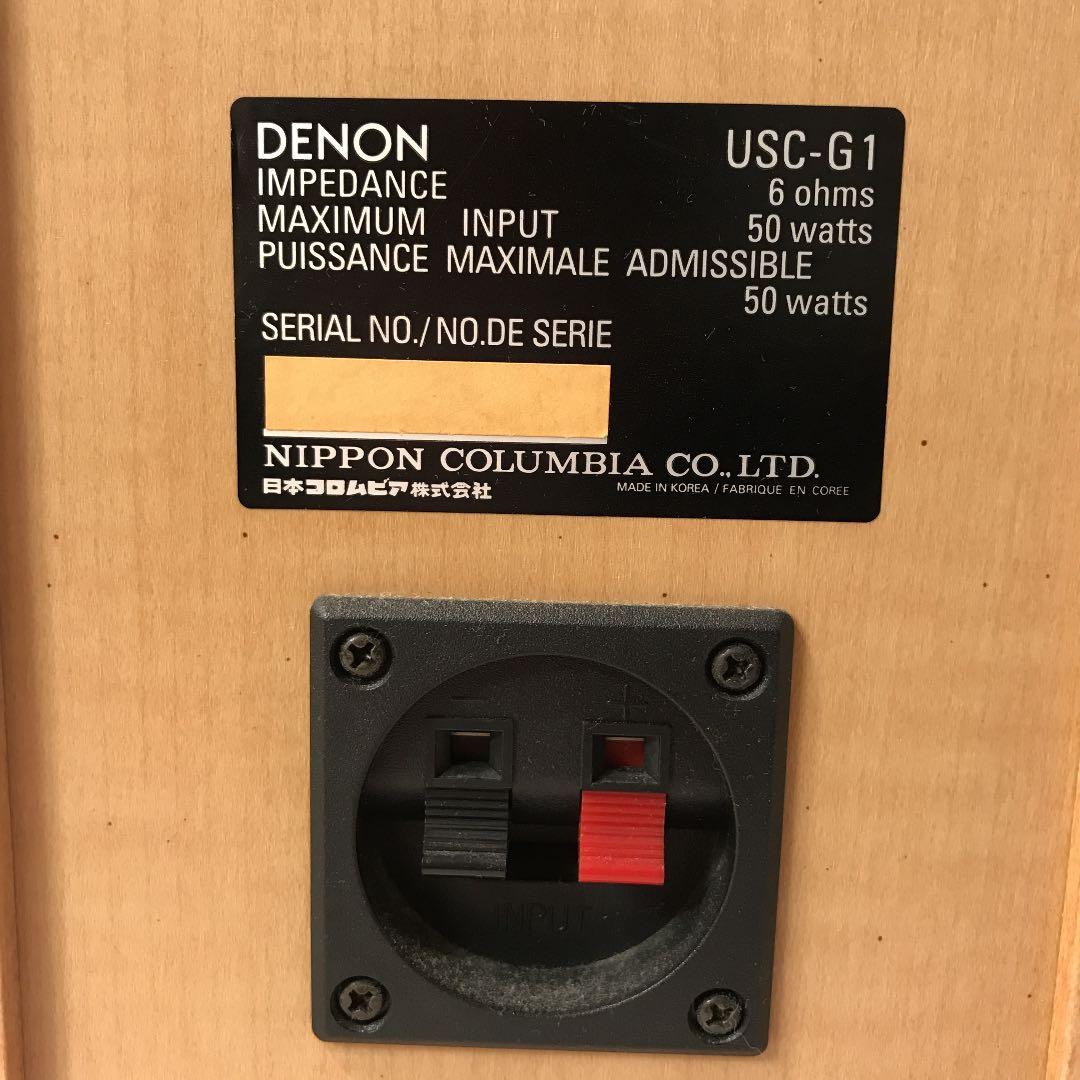 DENON USC-G1
IMPEDANCE 6 ohms
MAXIMUM INPUT 50 watts
PUISSANCE MAXIMALE ADMISSIBLE
50 watts
SERIAL NO./NO.DE SERIE
NIPPON COLUMBIA CO.,LTD.
日本コロムビア株式会社 MADE IN KOREA / FABRIQUE EN COREE
- +
INPUT